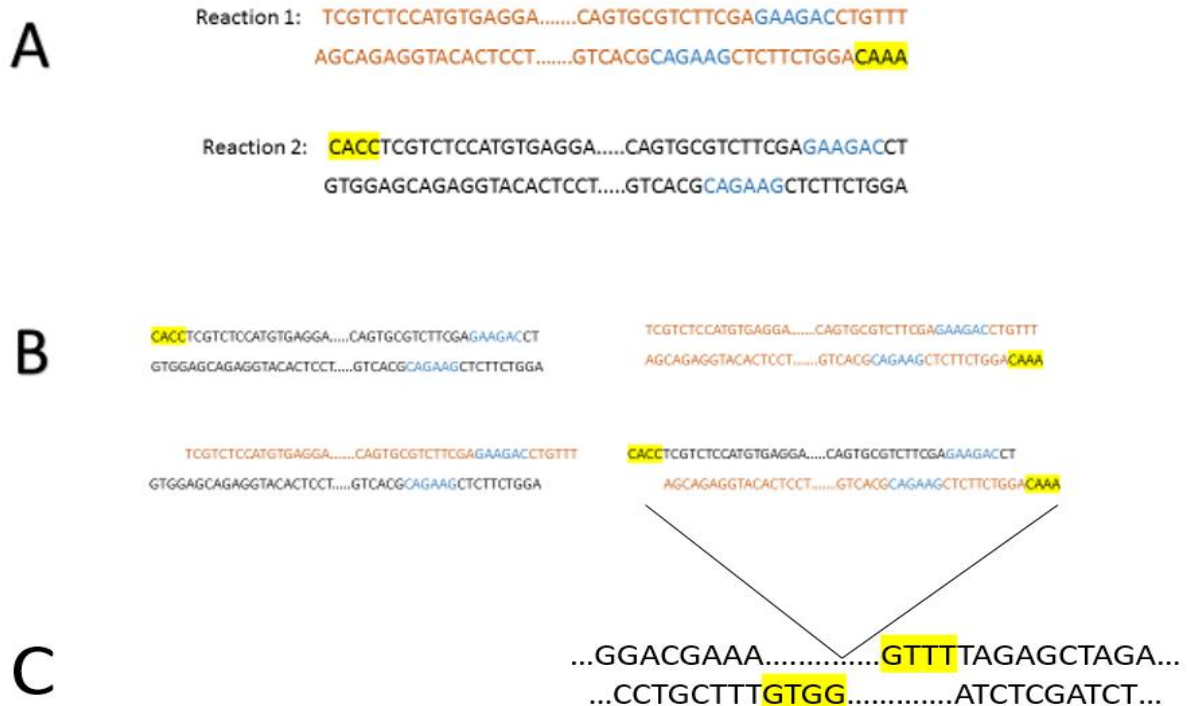 A
Reaction 1: TCGTCTCCATGTGAGGA.......CAGTGCGTCTTCGAGAAGACCTGTTT
AGCAGAGGTACACTCCT.......GTCACGCAGAAGCTCTTCTGGACAAA
Reaction 2: CACCTCGTCTCCATGTGAGGA.....CAGTGCGTCTTCGAGAAGACCT
GTGGAGCAGAGGTACACTCCT.....GTCACGCAGAAGCTCTTCTGGA
B
CACCTCGTCTCCATGTGAGGA.....CAGTGCGTCTTCGAGAAGACCT
GTGGAGCAGAGGTACACTCCT.....GTCACGCAGAAGCTCTTCTGGA
TCGTCTCCATGTGAGGA.......CAGTGCGTCTTCGAGAAGACCTGTTT
AGCAGAGGTACACTCCT.......GTCACGCAGAAGCTCTTCTGGACAAA
TCGTCTCCATGTGAGGA.......CAGTGCGTCTTCGAGAAGACCTGTTT
GTGGAGCAGAGGTACACTCCT.....GTCACGCAGAAGCTCTTCTGGA
CACCTCGTCTCCATGTGAGGA.....CAGTGCGTCTTCGAGAAGACCT
AGCAGAGGTACACTCCT.......GTCACGCAGAAGCTCTTCTGGACAAA
C
...GGACGAAA............GTTTTAGAGCTAGA...
...CCTGCTTTGTGG............ATCTCGATCT...